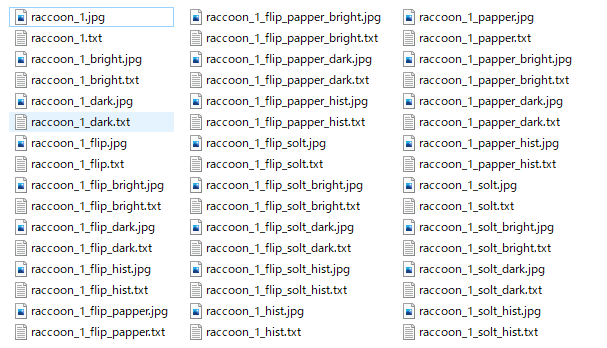 raccoon_1.jpg
raccoon_1.txt
raccoon_1_bright.jpg
raccoon_1_bright.txt
raccoon_1_dark.jpg
raccoon_1_dark.txt
raccoon_1_flip.jpg
raccoon_1_flip.txt
raccoon_1_flip_bright.jpg
raccoon_1_flip_bright.txt
raccoon_1_flip_dark.jpg
raccoon_1_flip_dark.txt
raccoon_1_flip_hist.jpg
raccoon_1_flip_hist.txt
raccoon_1_flip_papper.jpg
raccoon_1_flip_papper.txt
raccoon_1_flip_papper_bright.jpg
raccoon_1_flip_papper_bright.txt
raccoon_1_flip_papper_dark.jpg
raccoon_1_flip_papper_dark.txt
raccoon_1_flip_papper_hist.jpg
raccoon_1_flip_papper_hist.txt
raccoon_1_flip_solt.jpg
raccoon_1_flip_solt.txt
raccoon_1_flip_solt_bright.jpg
raccoon_1_flip_solt_bright.txt
raccoon_1_flip_solt_dark.jpg
raccoon_1_flip_solt_dark.txt
raccoon_1_flip_solt_hist.jpg
raccoon_1_flip_solt_hist.txt
raccoon_1_hist.jpg
raccoon_1_hist.txt
raccoon_1_papper.jpg
raccoon_1_papper.txt
raccoon_1_papper_bright.jpg
raccoon_1_papper_bright.txt
raccoon_1_papper_dark.jpg
raccoon_1_papper_dark.txt
raccoon_1_papper_hist.jpg
raccoon_1_papper_hist.txt
raccoon_1_solt.jpg
raccoon_1_solt.txt
raccoon_1_solt_bright.jpg
raccoon_1_solt_bright.txt
raccoon_1_solt_dark.jpg
raccoon_1_solt_dark.txt
raccoon_1_solt_hist.jpg
raccoon_1_solt_hist.txt